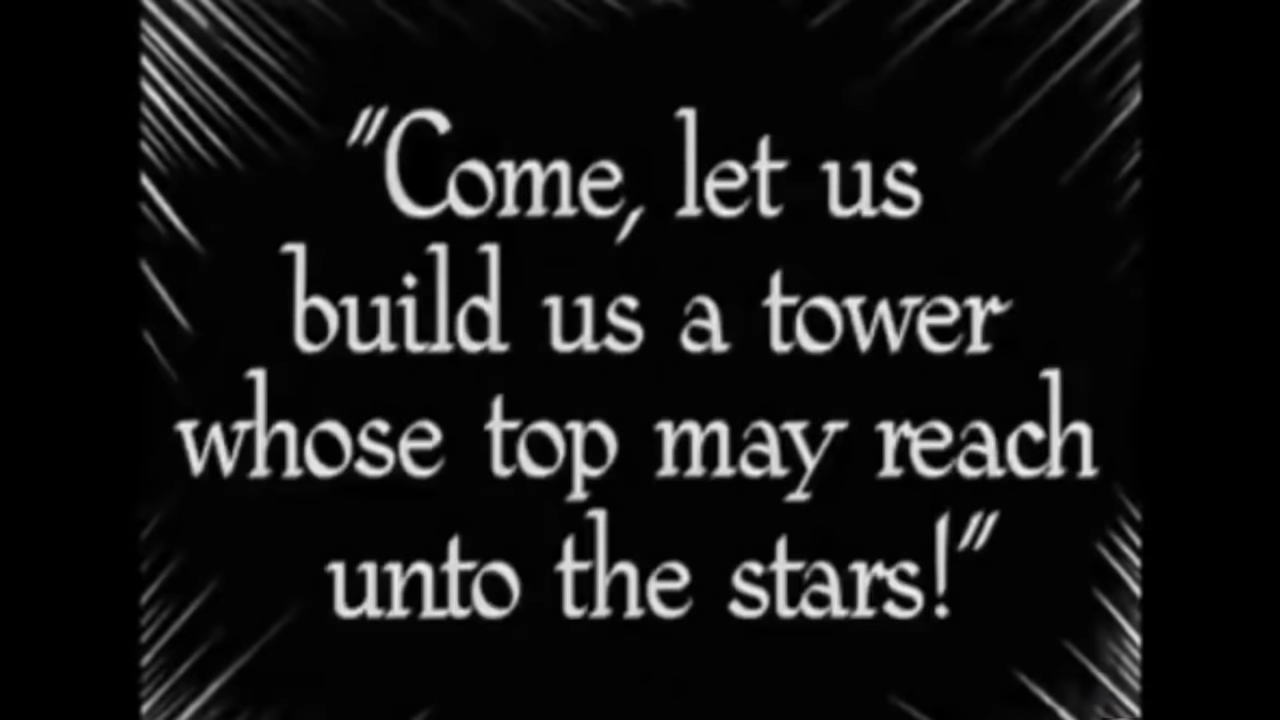 "Come, let us
build us a tower
whose top may reach
unto the stars!"